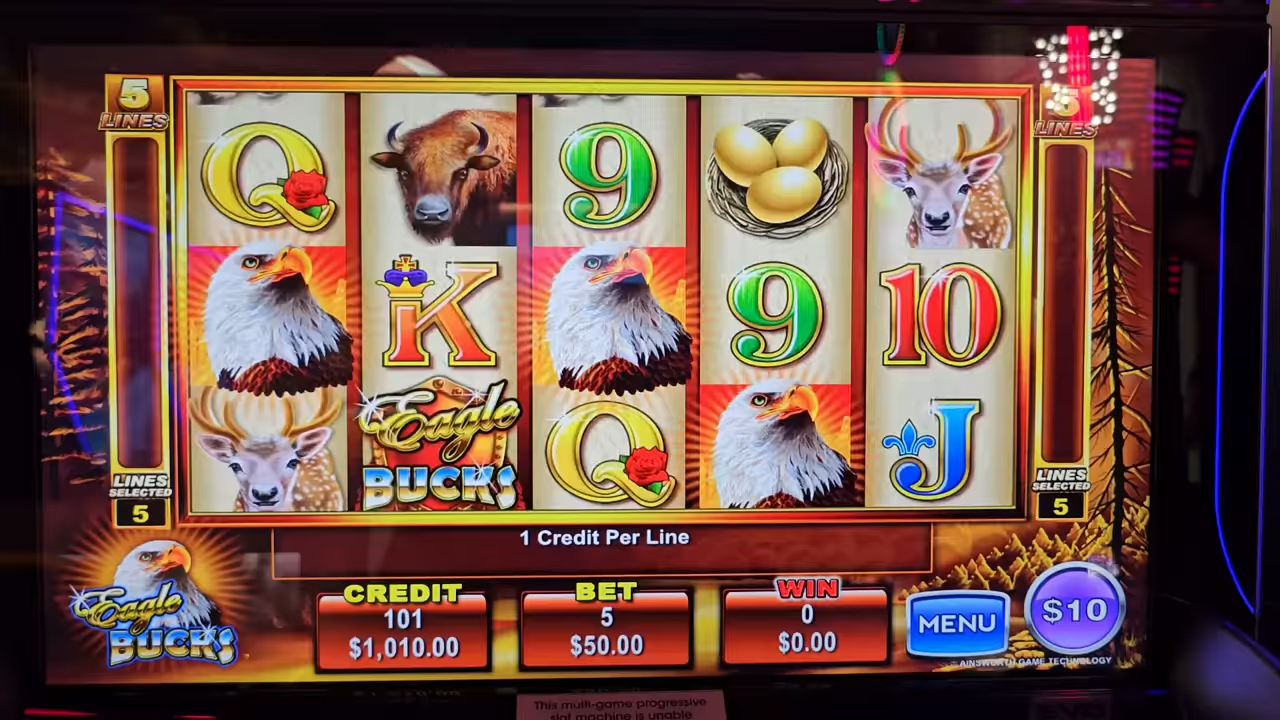 5
LINES
5
LINES
Q
9
K
9
10
Eagle
BUCKS
Q
J
LINES
SELECTED
5
LINES
SELECTED
5
1 Credit Per Line
Eagle
BUCKS
CREDIT
101
$1,010.00
BET
5
$50.00
WIN
0
$0.00
MENU
$10
AINSWORTH GAME TECHNOLOGY
This multi-game progressive
slot machine is unable